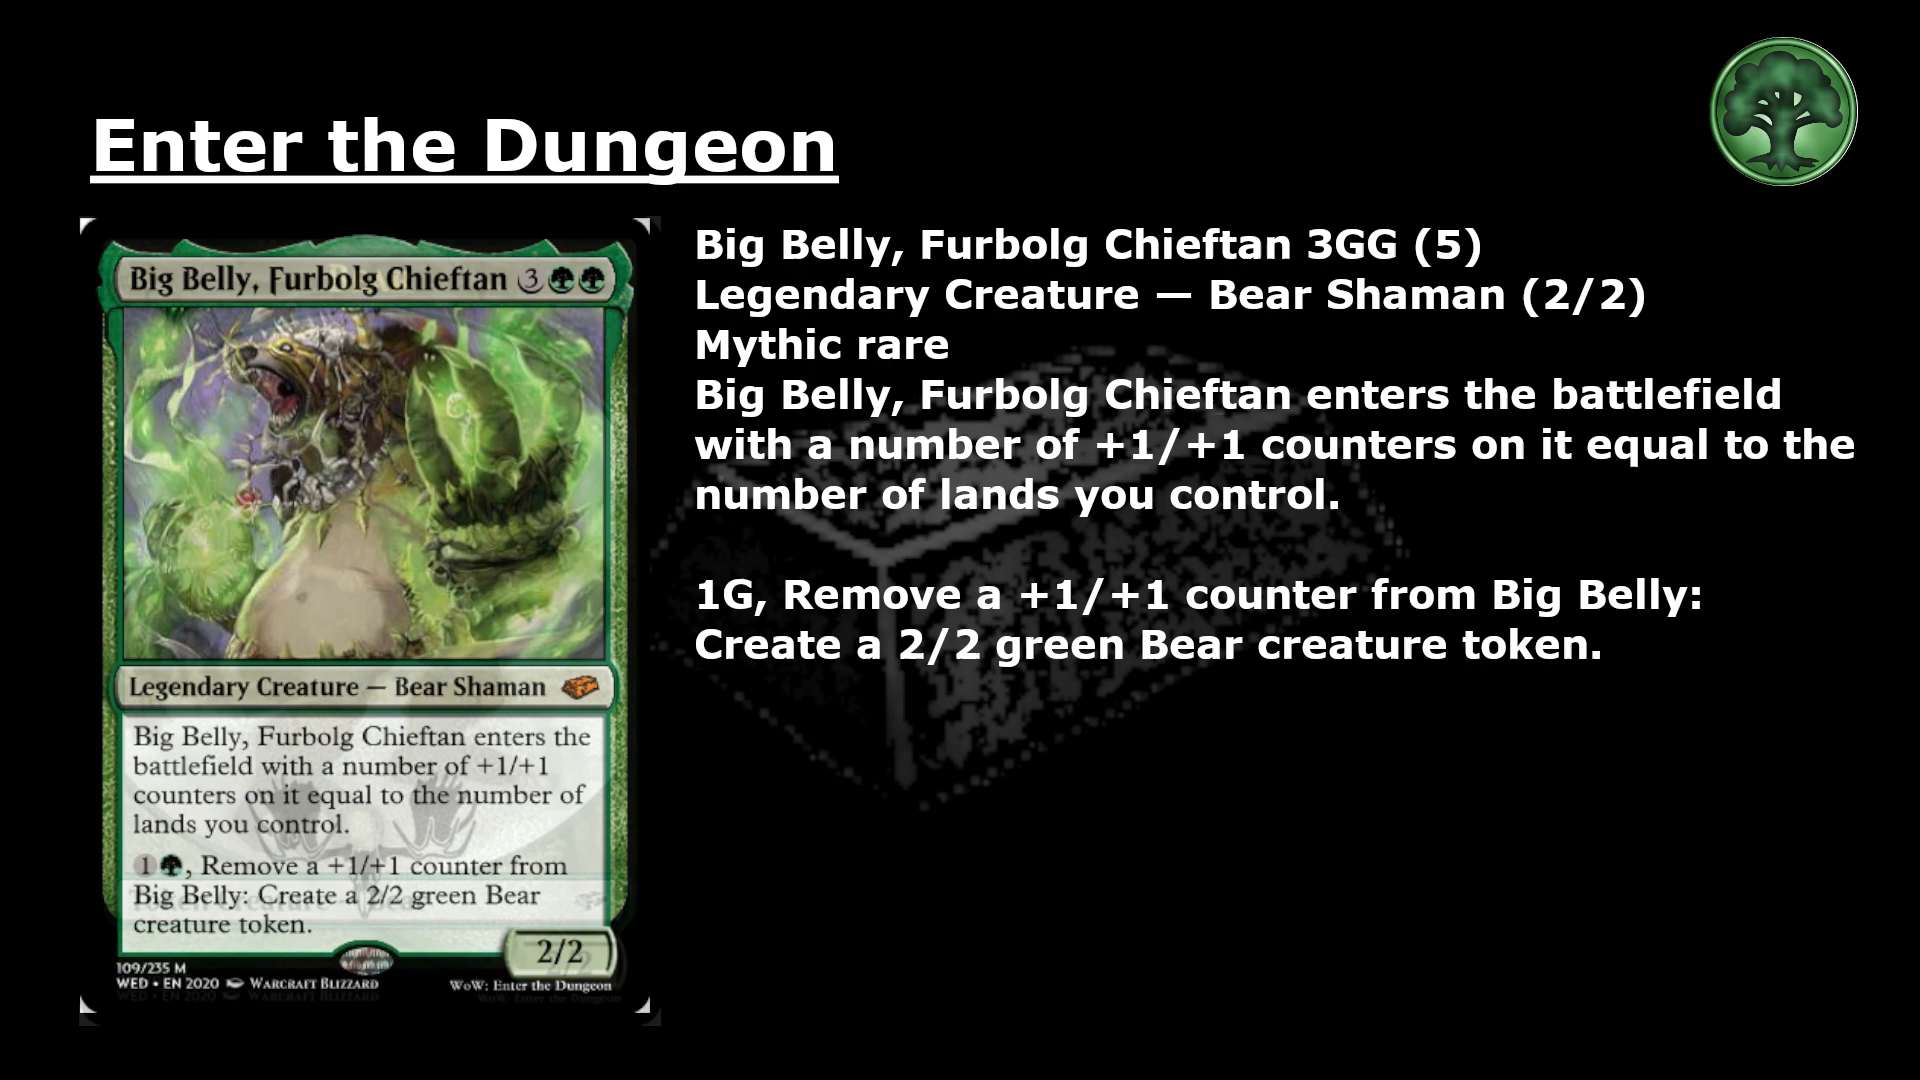 Enter the Dungeon
Big Belly, Furbolg Chieftan 3
Legendary Creature — Bear Shaman
Big Belly, Furbolg Chieftan enters the
battlefield with a number of +1/+1
counters on it equal to the number of
lands you control.
1, Remove a +1/+1 counter from
Big Belly: Create a 2/2 green Bear
creature token.
2/2
109/235 M
WED • EN 2020 Warcraft Blizzard
WoW: Enter the Dungeon
Big Belly, Furbolg Chieftan 3GG (5)
Legendary Creature — Bear Shaman (2/2)
Mythic rare
Big Belly, Furbolg Chieftan enters the battlefield
with a number of +1/+1 counters on it equal to the
number of lands you control.
1G, Remove a +1/+1 counter from Big Belly:
Create a 2/2 green Bear creature token.